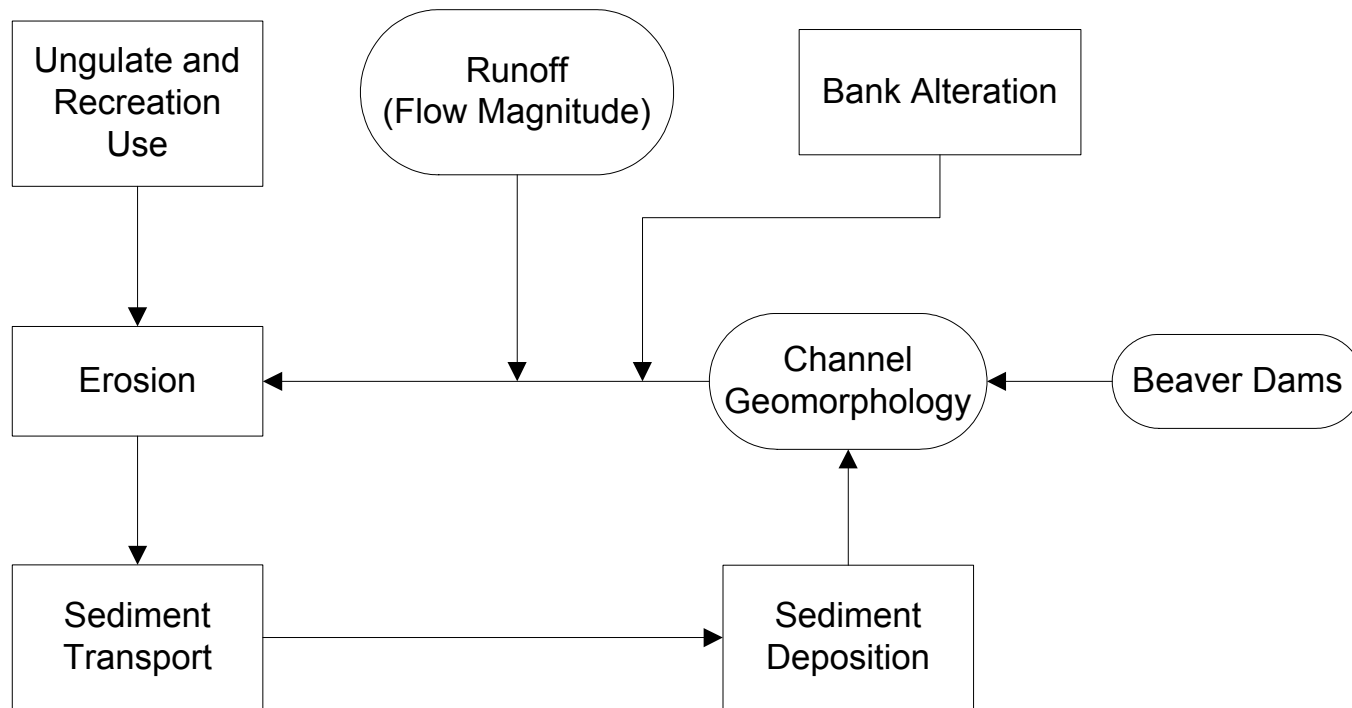 Ungulate and
Recreation
Use
Runoff
(Flow Magnitude)
Bank Alteration
Erosion
Channel
Geomorphology
Beaver Dams
Sediment
Transport
Sediment
Deposition